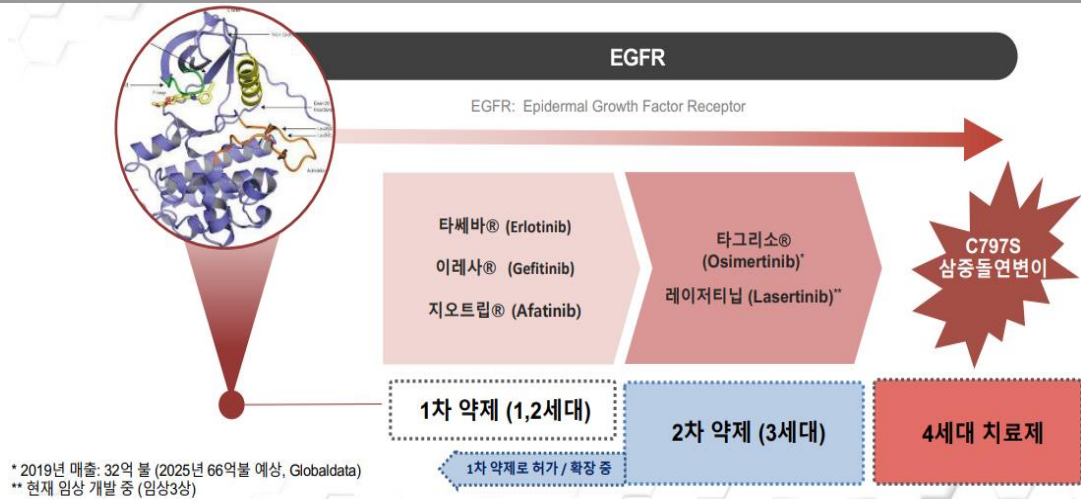 EGFR
EGFR: Epidermal Growth Factor Receptor
타쎄바® (Erlotinib)
이레사® (Gefitinib)
지오트립® (Afatinib)
타그리소®
(Osimertinib)*
레이저티닙 (Lasertinib)**
C797S
삼중돌연변이
1차 약제 (1,2세대)
2차 약제 (3세대)
4세대 치료제
1차 약제로 허가 / 확장 중
* 2019년 매출: 32억 불 (2025년 66억불 예상, Globaldata)
** 현재 임상 개발 중 (임상3상)